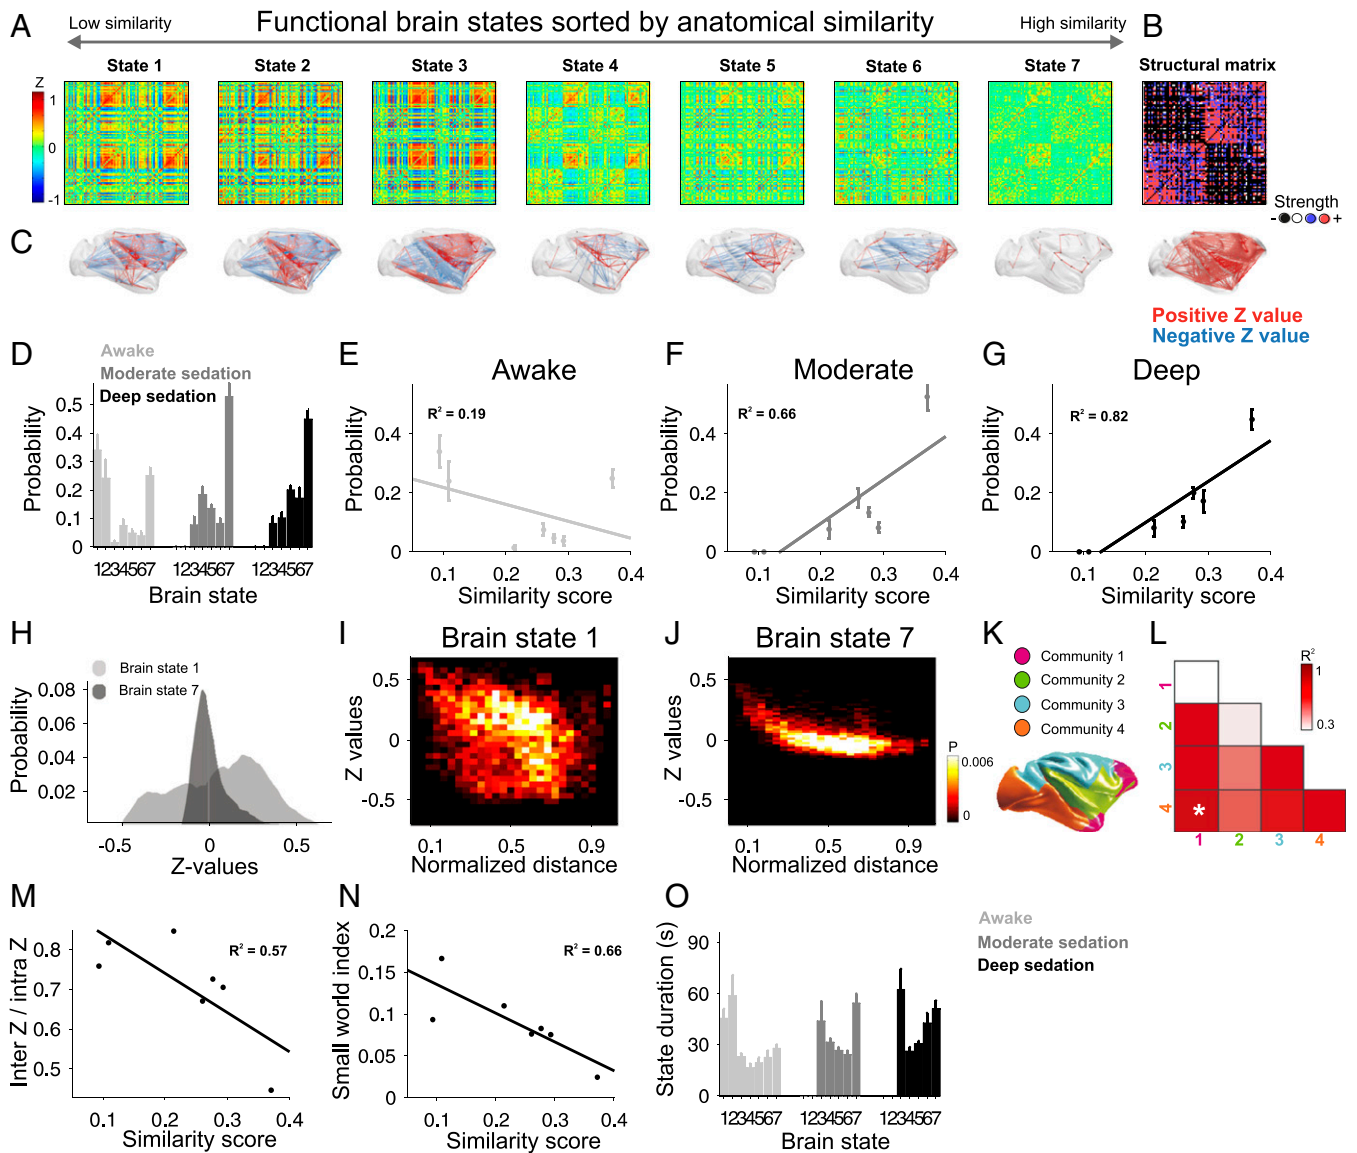 A
Low similarity
Functional brain states sorted by anatomical similarity
High similarity
B
Z
1
0
-1
State 1
State 2
State 3
State 4
State 5
State 6
State 7
Structural matrix
Strength
- +
C
Positive Z value
Negative Z value
D
Awake
Moderate sedation
Deep sedation
Probability
0.5
0.4
0.3
0.2
0.1
0
1234567
1234567
1234567
Brain state
E
Awake
R² = 0.19
Probability
0.4
0.2
0
0.1
0.2
0.3
0.4
Similarity score
F
Moderate
R² = 0.66
Probability
0.4
0.2
0
0.1
0.2
0.3
0.4
Similarity score
G
Deep
R² = 0.82
Probability
0.4
0.2
0
0.1
0.2
0.3
0.4
Similarity score
H
Brain state 1
Brain state 7
Probability
0.08
0.06
0.04
0.02
-0.5
0
0.5
Z-values
I
Brain state 1
Z values
0.5
0
-0.5
0.1
0.5
0.9
Normalized distance
J
Brain state 7
Z values
0.5
0
-0.5
0.1
0.5
0.9
Normalized distance
P
0.006
0
K
Community 1
Community 2
Community 3
Community 4
L
R²
1
0.3
1
2
3
4
*
1
2
3
4
M
Inter Z / intra Z
0.8
0.7
0.6
0.5
R² = 0.57
0.1
0.2
0.3
0.4
Similarity score
N
Small world index
0.2
0.15
0.1
0.05
0
R² = 0.66
0.1
0.2
0.3
0.4
Similarity score
O
State duration (s)
90
60
30
0
1234567
1234567
1234567
Brain state
Awake
Moderate sedation
Deep sedation